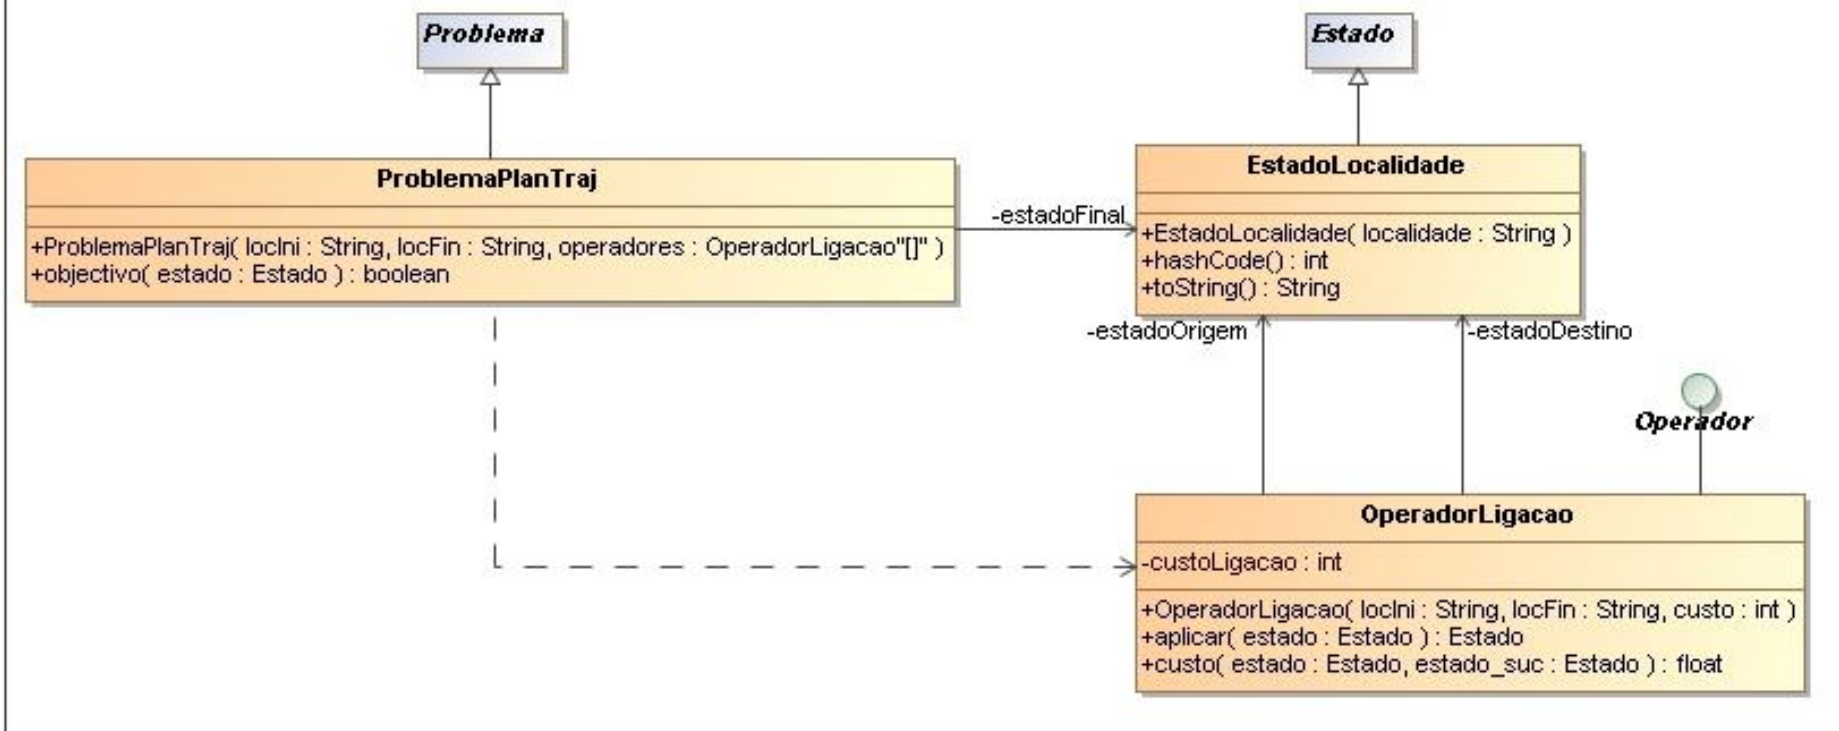 Problema
Estado
ProblemaPlanTraj
+ProblemaPlanTraj( locIni : String, locFin : String, operadores : OperadorLigacao"[]" )
+objectivo( estado : Estado ) : boolean
-estadoFinal
EstadoLocalidade
+EstadoLocalidade( localidade : String )
+hashCode() : int
+toString() : String
-estadoOrigem
-estadoDestino
Operador
OperadorLigacao
-custoLigacao : int
+OperadorLigacao( locIni : String, locFin : String, custo : int )
+aplicar( estado : Estado ) : Estado
+custo( estado : Estado, estado_suc : Estado ) : float